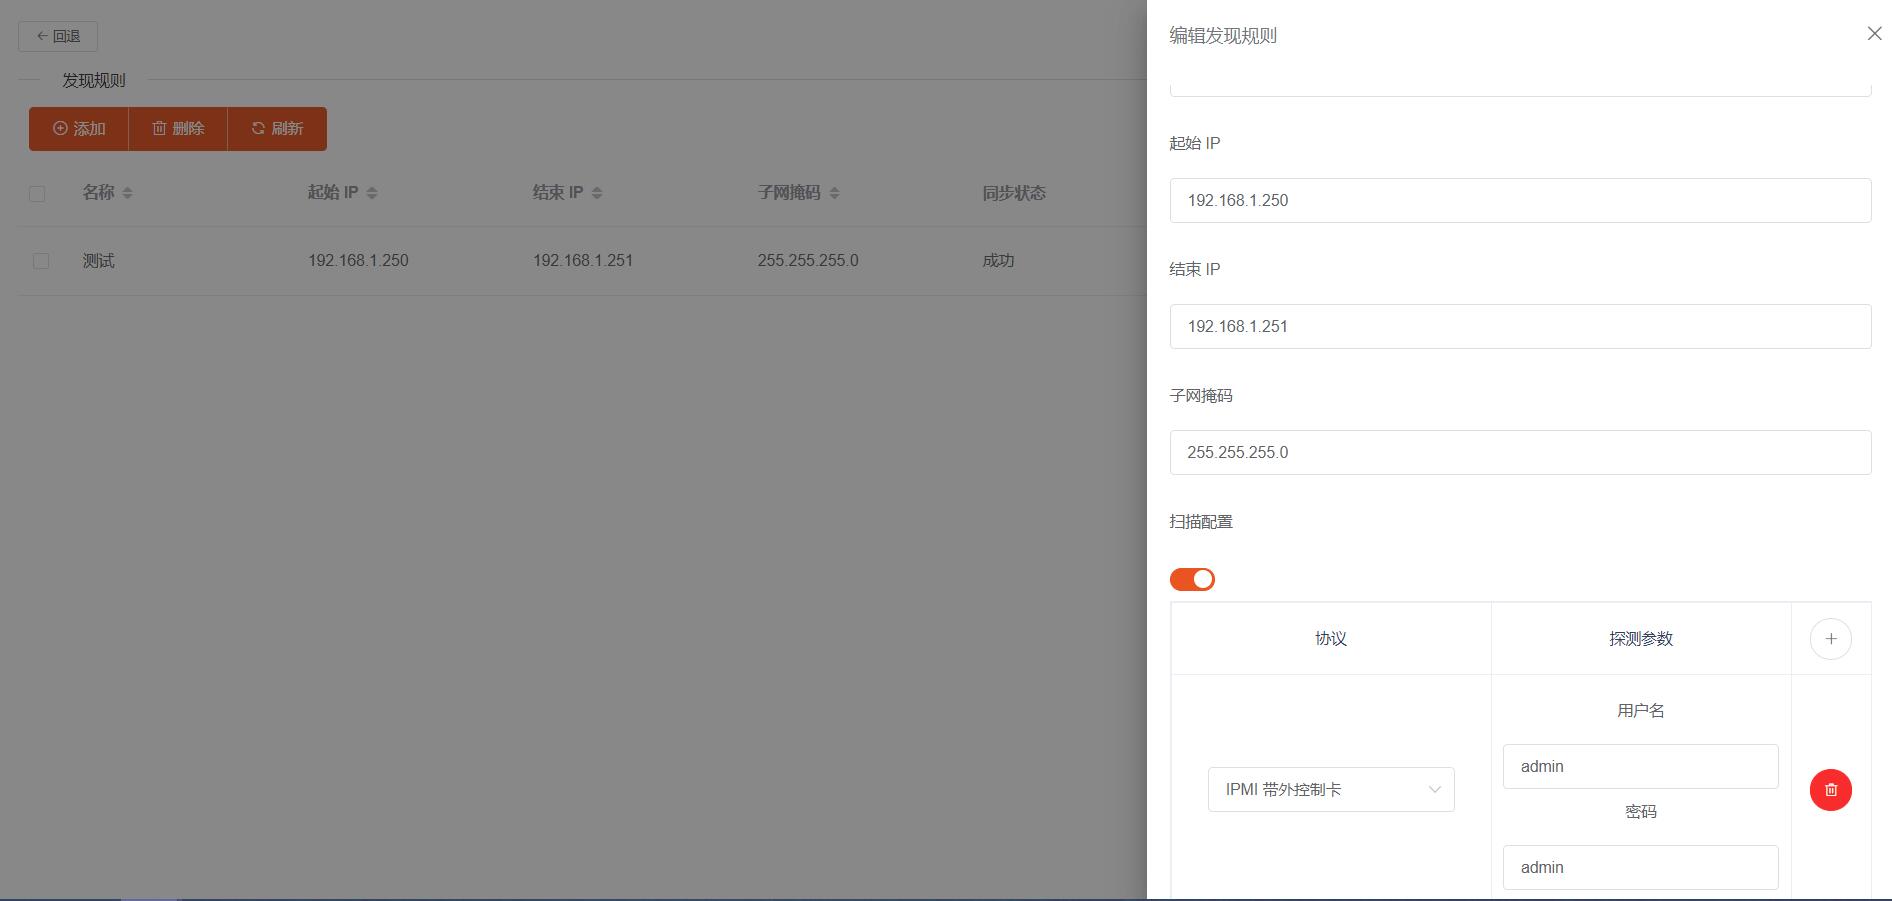 回退
发现规则
添加 删除 刷新
名称 起始 IP 结束 IP 子网掩码 同步状态
测试 192.168.1.250 192.168.1.251 255.255.255.0 成功
编辑发现规则
起始 IP
192.168.1.250
结束 IP
192.168.1.251
子网掩码
255.255.255.0
扫描配置
协议 探测参数
用户名
admin
IPMI 带外控制卡
密码
admin